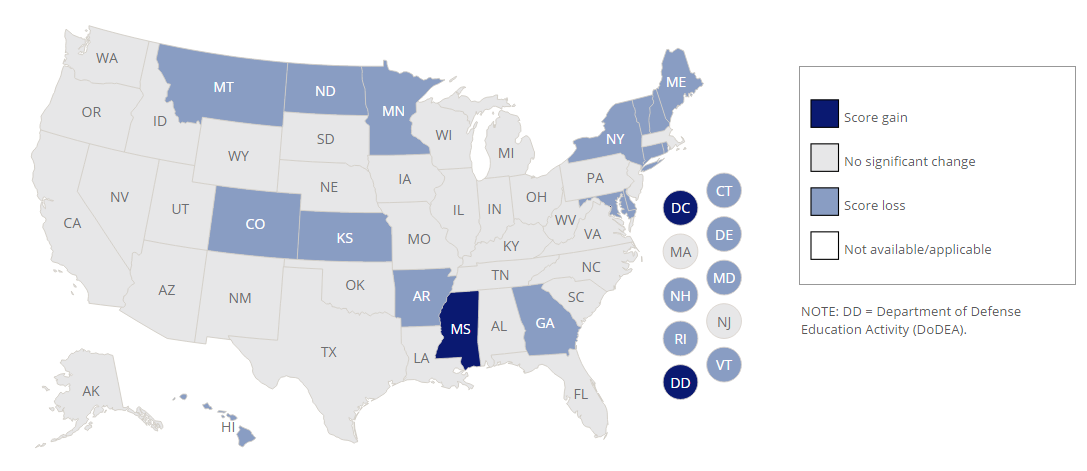 WA
MT
ND
MN
ME
OR
ID
SD
WI
NY
MI
WY
IA
PA
NE
NV
UT
CO
KS
IL
IN
OH
WV
VA
CA
MO
KY
AZ
NM
OK
AR
TN
NC
SC
MS
AL
GA
TX
LA
AK
HI
FL
DC
CT
MA
DE
NH
MD
RI
NJ
DD
VT
Score gain
No significant change
Score loss
Not available/applicable
NOTE: DD = Department of Defense
Education Activity (DoDEA).